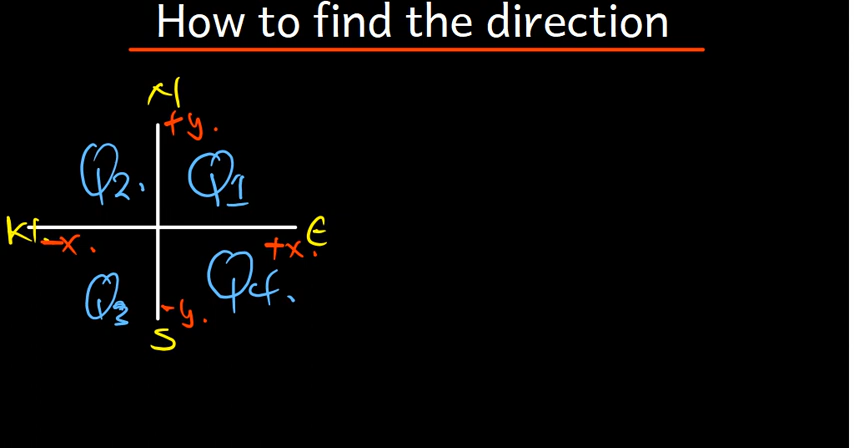 How to find the direction
N
+y.
Q2.
Q1
W
-x.
E
+x.
Q3
Q4.
-y.
S